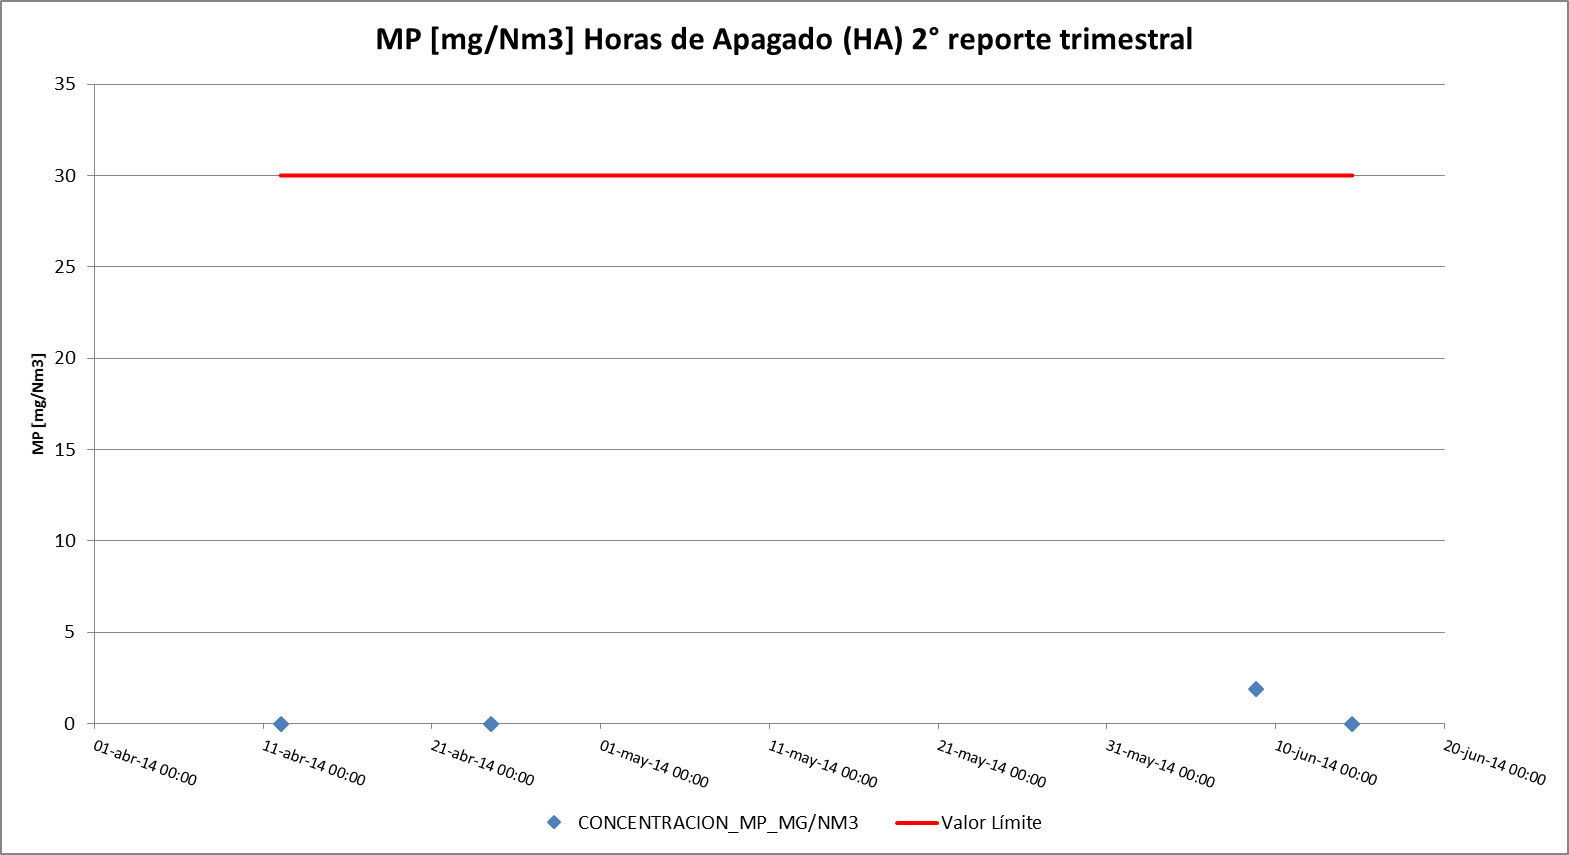 MP [mg/Nm3] Horas de Apagado (HA) 2° reporte trimestral
35
30
25
20
15
10
5
0
MP [mg/Nm3]
01-abr-14 00:00
11-abr-14 00:00
21-abr-14 00:00
01-may-14 00:00
11-may-14 00:00
21-may-14 00:00
31-may-14 00:00
10-jun-14 00:00
20-jun-14 00:00
CONCENTRACION_MP_MG/NM3
Valor Límite